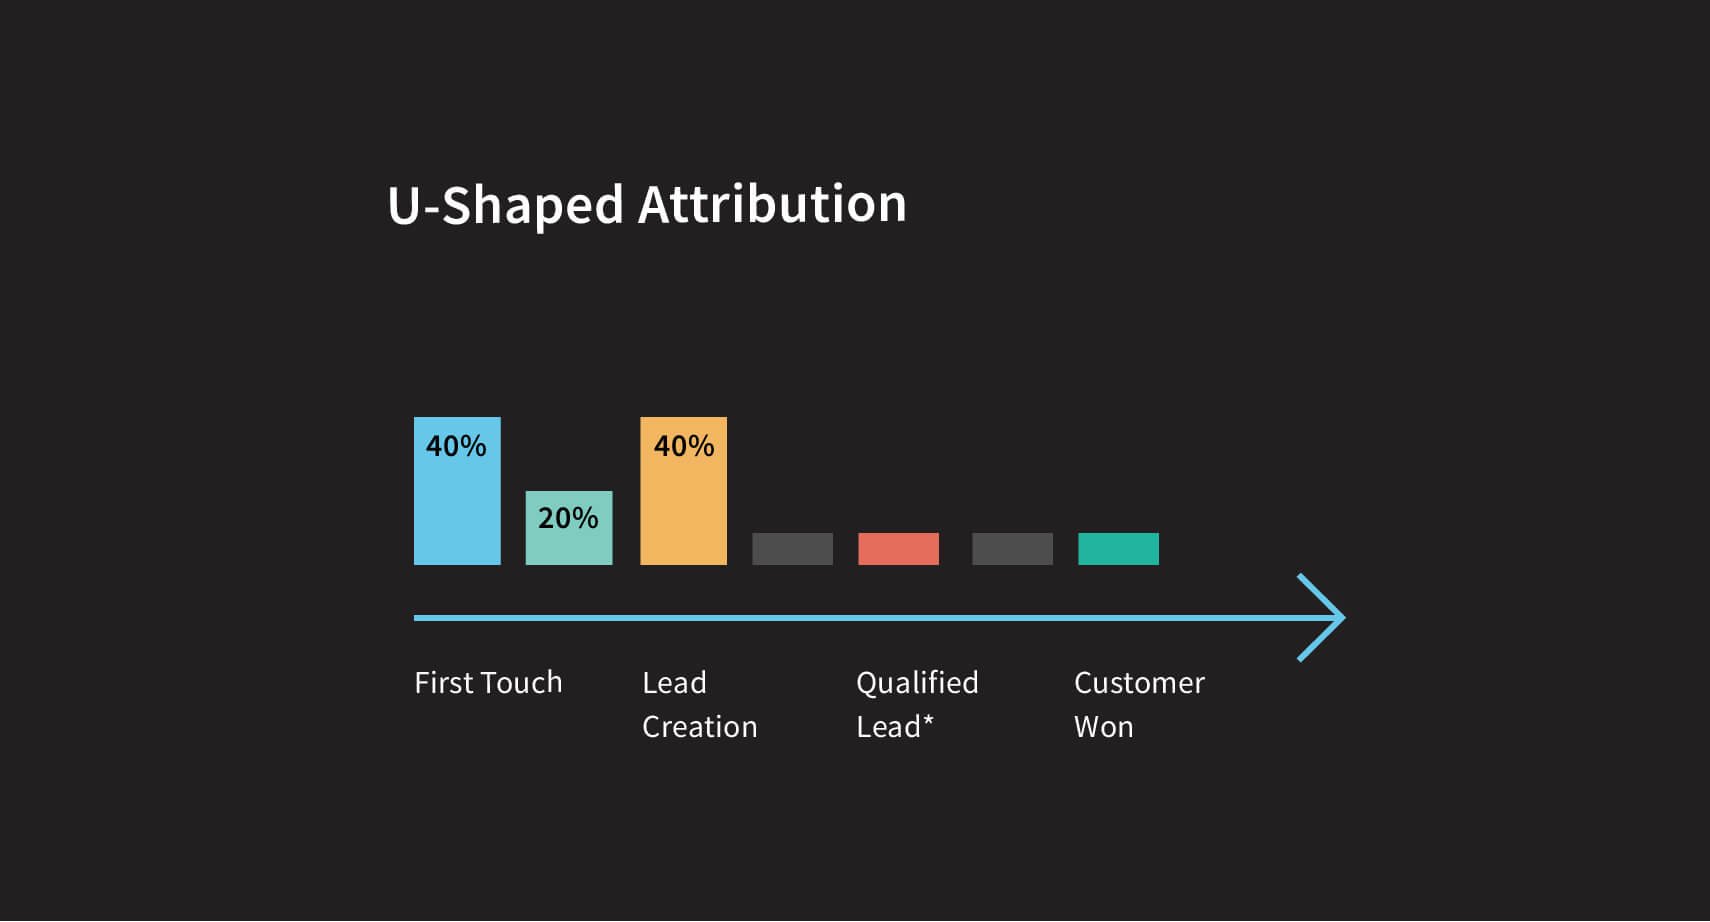 U-Shaped Attribution
40%
20%
40%
First Touch
Lead
Creation
Qualified
Lead*
Customer
Won